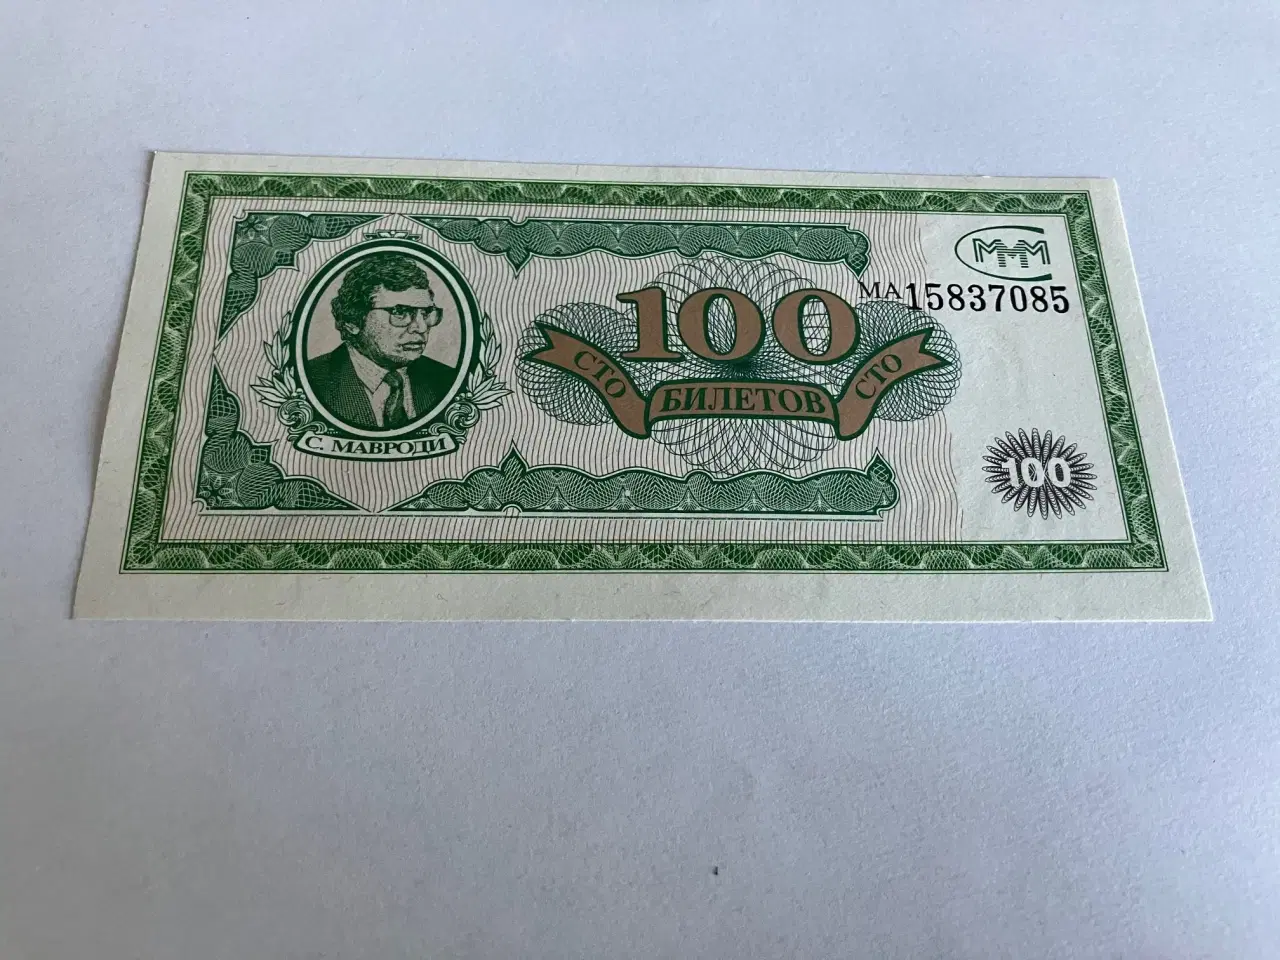 МММ
МА15837085
100
СТО БИЛЕТОВ СТО
С. МАВРОДИ
100